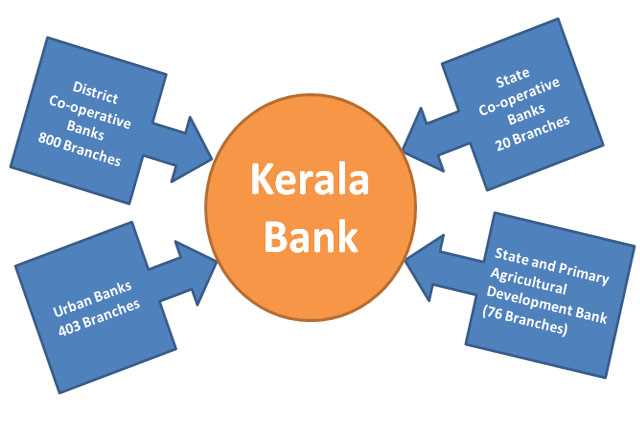 District
Co-operative
Banks
800 Branches
State
Co-operative
Banks
20 Branches
Kerala
Bank
Urban Banks
403 Branches
State and Primary
Agricultural
Development Bank
(76 Branches)